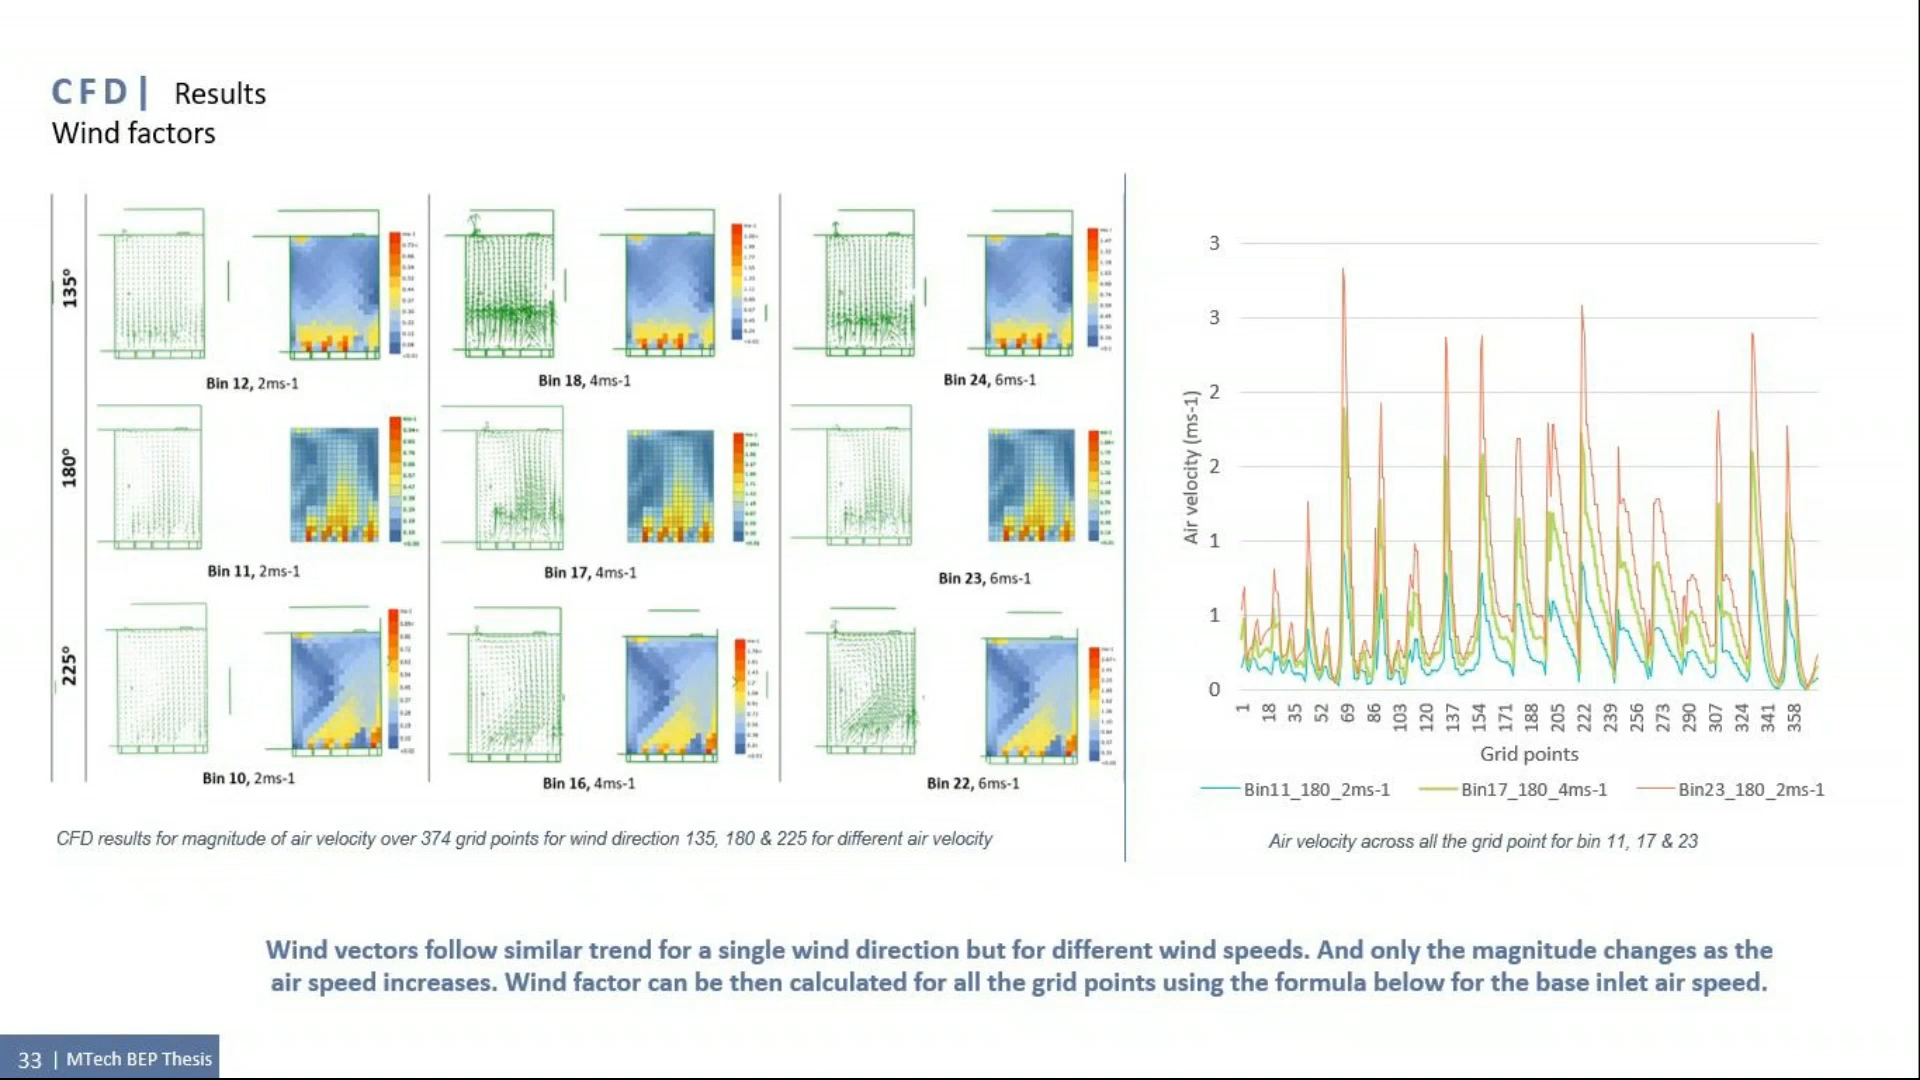 CFD| Results
Wind factors
135°
Bin 12, 2ms-1
Bin 18, 4ms-1
Bin 24, 6ms-1
180°
Bin 11, 2ms-1
Bin 17, 4ms-1
Bin 23, 6ms-1
225°
Bin 10, 2ms-1
Bin 16, 4ms-1
Bin 22, 6ms-1
CFD results for magnitude of air velocity over 374 grid points for wind direction 135, 180 & 225 for different air velocity
Air velocity (ms-1)
3
3
2
2
1
1
0
1 18 35 52 69 86 103 120 137 154 171 188 205 222 239 256 273 290 307 324 341 358
Grid points
Bin11_180_2ms-1 Bin17_180_4ms-1 Bin23_180_2ms-1
Air velocity across all the grid point for bin 11, 17 & 23
Wind vectors follow similar trend for a single wind direction but for different wind speeds. And only the magnitude changes as the
air speed increases. Wind factor can be then calculated for all the grid points using the formula below for the base inlet air speed.
33 | MTech BEP Thesis